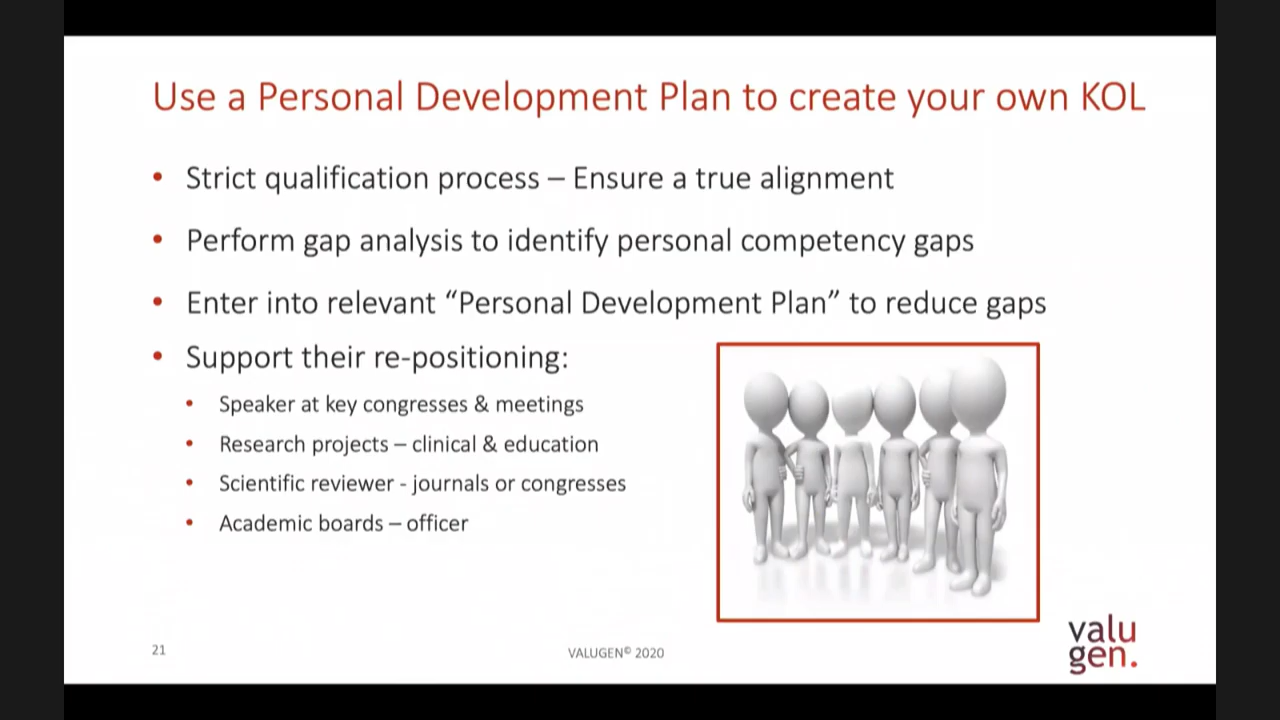 Use a Personal Development Plan to create your own KOL
• Strict qualification process – Ensure a true alignment
• Perform gap analysis to identify personal competency gaps
• Enter into relevant “Personal Development Plan” to reduce gaps
• Support their re-positioning:
• Speaker at key congresses & meetings
• Research projects – clinical & education
• Scientific reviewer - journals or congresses
• Academic boards – officer
21
VALUGEN© 2020
valu
gen.